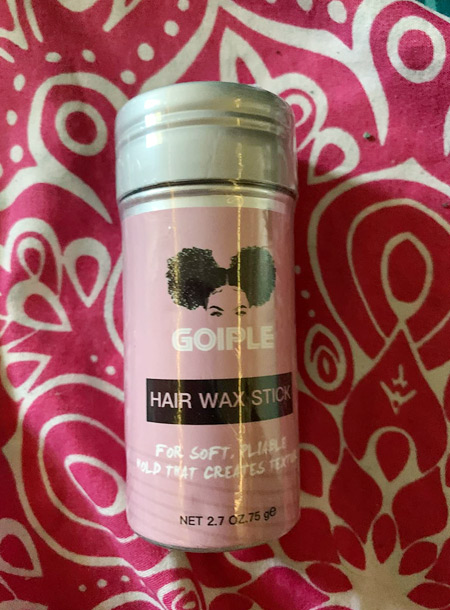 GOIPLE
HAIR WAX STICK
FOR SOFT, PLIABLE
HOLD THAT CREATES TEXTURE
NET 2.7 OZ.75 g℮